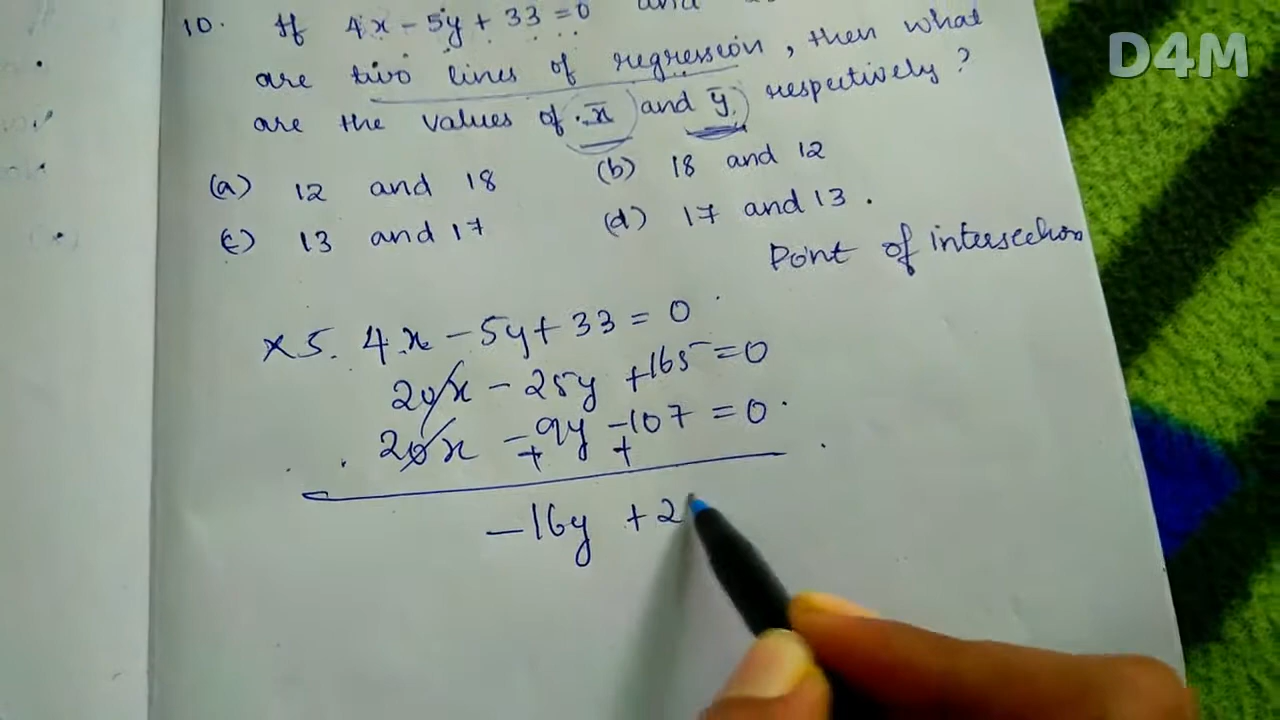 D4M
10. If 4x - 5y + 33 = 0 and
are two lines of regression, then what
are the values of x̄ and ȳ respectively?
(a) 12 and 18 (b) 18 and 12
(c) 13 and 17 (d) 17 and 13.
Point of intersection
×5. 4x - 5y + 33 = 0
20x - 25y + 165 = 0
20x - 9y - 107 = 0
+ +
-16y + 2